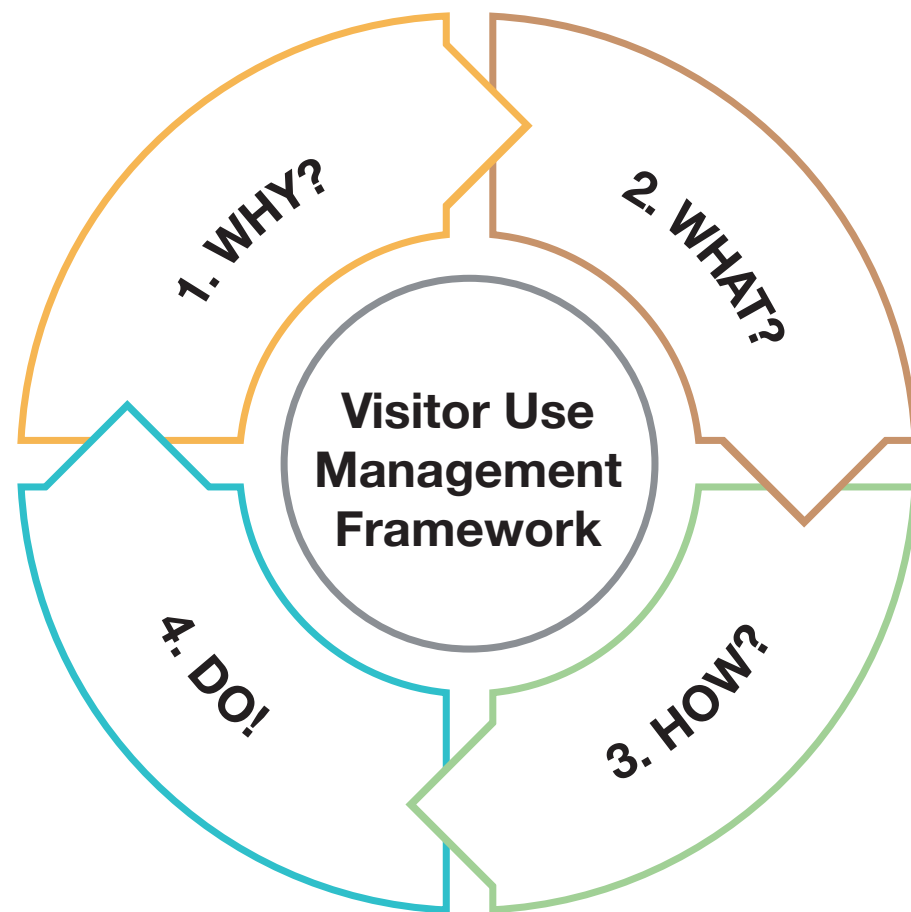 1. WHY?
2. WHAT?
Visitor Use
Management
Framework
4. DO!
3. HOW?